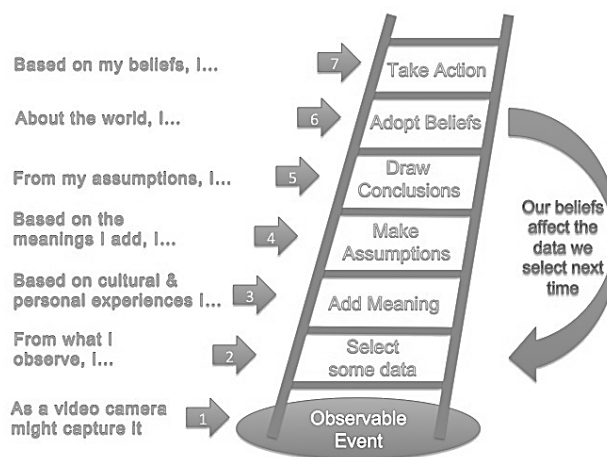 Based on my beliefs, I...
7
Take Action
About the world, I...
6
Adopt Beliefs
From my assumptions, I...
5
Draw
Conclusions
Based on the
meanings I add, I...
4
Make
Assumptions
Based on cultural &
personal experiences I...
3
Add Meaning
From what I
observe, I...
2
Select
some data
As a video camera
might capture it
1
Observable
Event
Our beliefs
affect the
data we
select next
time